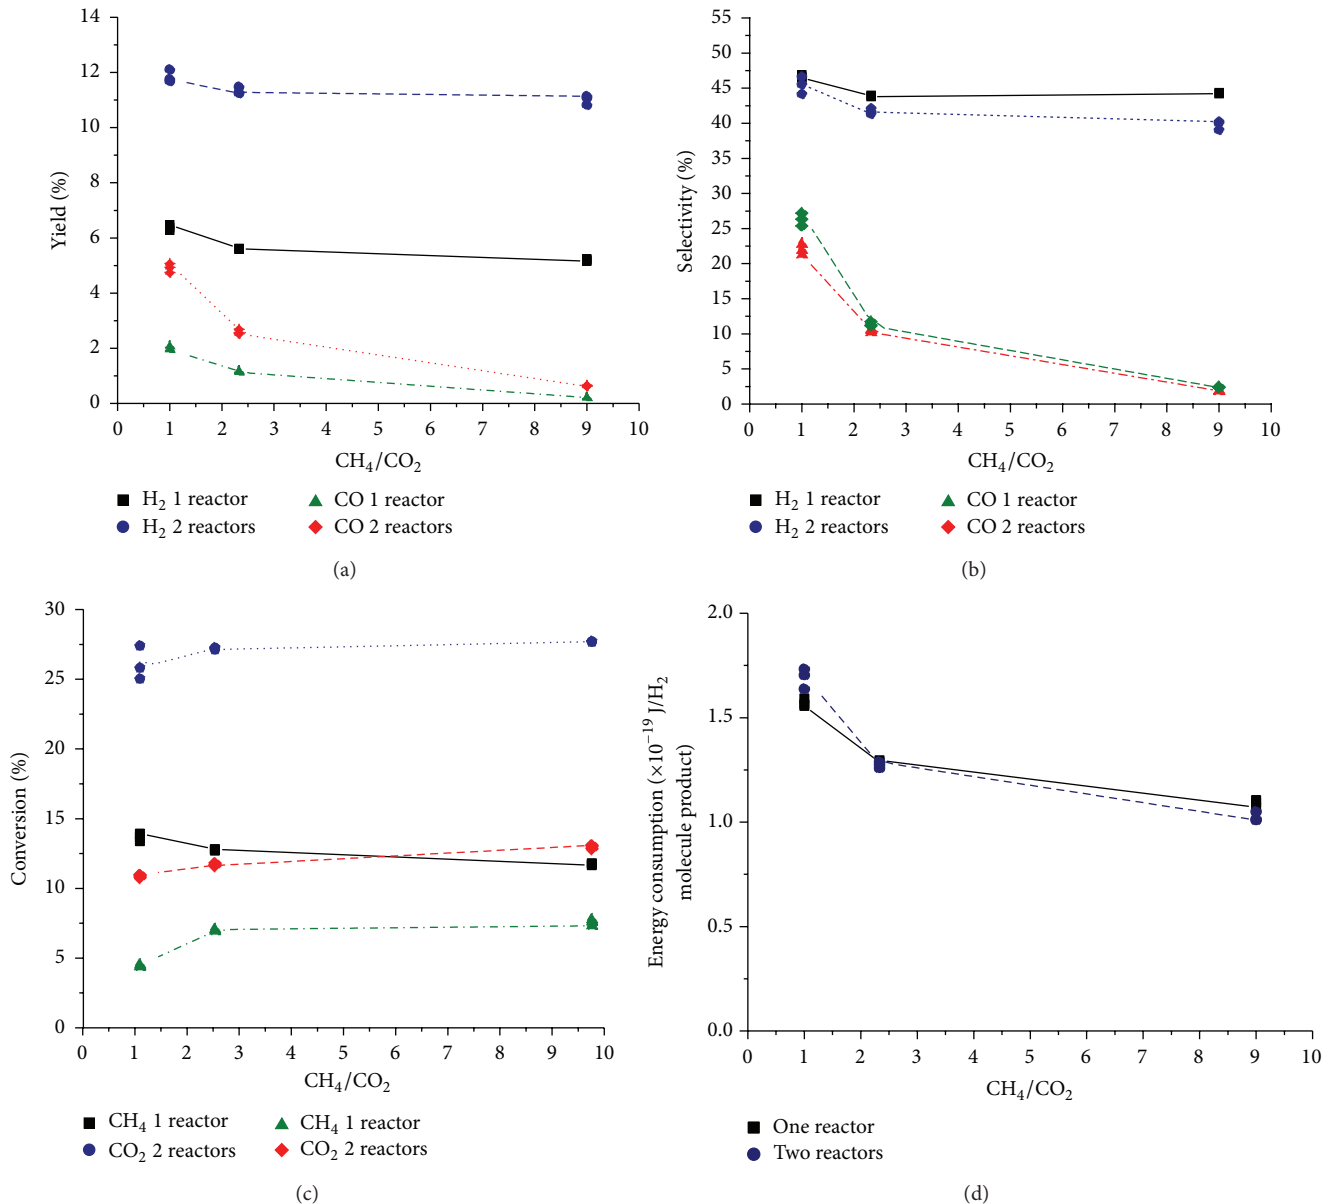 14
12
10
8
6
4
2
0
Yield (%)
0 1 2 3 4 5 6 7 8 9 10
CH₄/CO₂
H₂ 1 reactor CO 1 reactor
H₂ 2 reactors CO 2 reactors
(a)
55
50
45
40
35
30
25
20
15
10
5
0
Selectivity (%)
0 1 2 3 4 5 6 7 8 9 10
CH₄/CO₂
H₂ 1 reactor CO 1 reactor
H₂ 2 reactors CO 2 reactors
(b)
30
25
20
15
10
5
0
Conversion (%)
0 1 2 3 4 5 6 7 8 9 10
CH₄/CO₂
CH₄ 1 reactor CH₄ 1 reactor
CO₂ 2 reactors CO₂ 2 reactors
(c)
2.0
1.5
1.0
0.5
0.0
Energy consumption (×10⁻¹⁹ J/H₂
molecule product)
0 1 2 3 4 5 6 7 8 9 10
CH₄/CO₂
One reactor
Two reactors
(d)